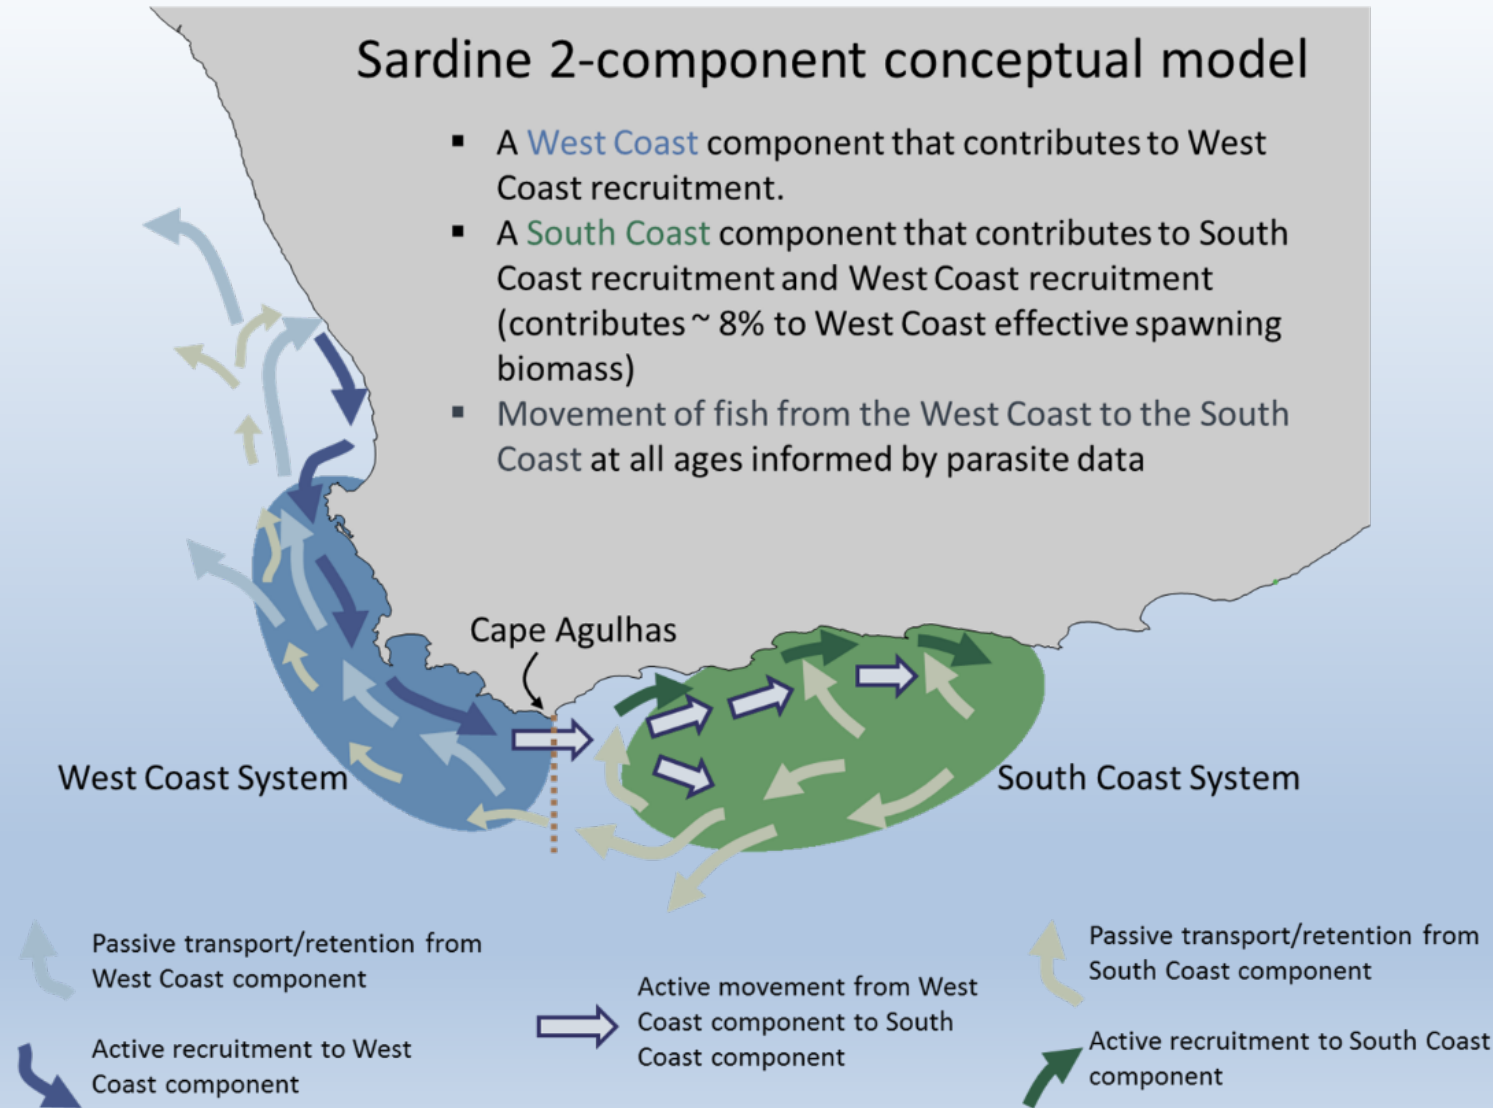 Sardine 2-component conceptual model
▪ A West Coast component that contributes to West
Coast recruitment.
▪ A South Coast component that contributes to South
Coast recruitment and West Coast recruitment
(contributes ~ 8% to West Coast effective spawning
biomass)
▪ Movement of fish from the West Coast to the South
Coast at all ages informed by parasite data
Cape Agulhas
West Coast System
South Coast System
Passive transport/retention from
West Coast component
Active recruitment to West
Coast component
Active movement from West
Coast component to South
Coast component
Passive transport/retention from
South Coast component
Active recruitment to South Coast
component